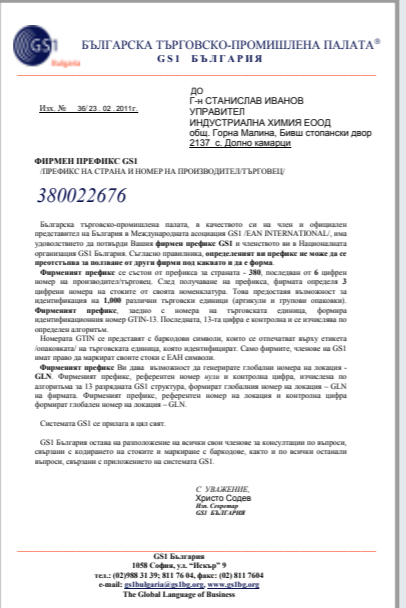 GS1
Bulgaria
БЪЛГАРСКА ТЪРГОВСКО-ПРОМИШЛЕНА ПАЛАТА®
GS1 БЪЛГАРИЯ
Изх. № 36/23.02.2011г.
ДО
Г-н СТАНИСЛАВ ИВАНОВ
УПРАВИТЕЛ
ИНДУСТРИАЛНА ХИМИЯ ЕООД
общ. Горна Малина, Бивш стопански двор
2137 с. Долно камарци
ФИРМЕН ПРЕФИКС GS1
/ПРЕФИКС НА СТРАНА И НОМЕР НА ПРОИЗВОДИТЕЛ/ТЪРГОВЕЦ/
380022676
Българска търговско-промишлена палата, в качеството си на член и официален
представител на България в Международната асоциация GS1 /EAN INTERNATIONAL/, има
удоволствието да потвърди Вашия фирмен префикс GS1 и членството ви в Националната
организация GS1 България. Съгласно правилника, определеният ви префикс не може да се
преотстъпва за ползване от други фирми под каквато и да е форма.
Фирменият префикс се състои от префикса за страната - 380, последван от 6 цифрен
номер на производител/търговец. След получаване на префикса, фирмата определя 3
цифрени номера на стоките от своята номенклатура. Това предоставя възможност за
идентификация на 1,000 различни търговски единици (артикули и групови опаковки).
Фирменият префикс, заедно с номера на търговската единица, формира
идентификационния номер GTIN-13. Последната, 13-та цифра е контролна и се изчислява по
определен алгоритъм.
Номерата GTIN се представят с баркодови символи, които се отпечатват върху етикета
/опаковката/ на търговската единица, която идентифицират. Само фирмите, членове на GS1
имат право да маркират своите стоки с EAH символи.
Фирменият префикс Ви дава възможност да генерирате глобални номера на локация -
GLN. Фирменият префикс, референтен номер нули и контролна цифра, изчислена по
алгоритъма за 13 разрядната GS1 структура, формират глобалния номер на локация – GLN
на фирмата. Фирменият префикс, референтен номер на локация и контролна цифра
формират глобален номер на локация – GLN.
Системата GS1 се прилага в цял свят.
GS1 България остава на разположение на всички свои членове за консултации по въпроси,
свързани с кодирането на стоките и маркиране с баркодове, както и по всички останали
въпроси, свързани с приложението на системата GS1.
С УВАЖЕНИЕ,
Христо Содев
Изп. Секретар
GS1 БЪЛГАРИЯ
GS1 България
1058 София, ул. "Искър" 9
тел.: (02)988 31 39; 811 76 04, факс: (02) 811 7604
e-mail: gs1bulgaria@gs1bg.org, www.gs1bg.org
The Global Language of Business